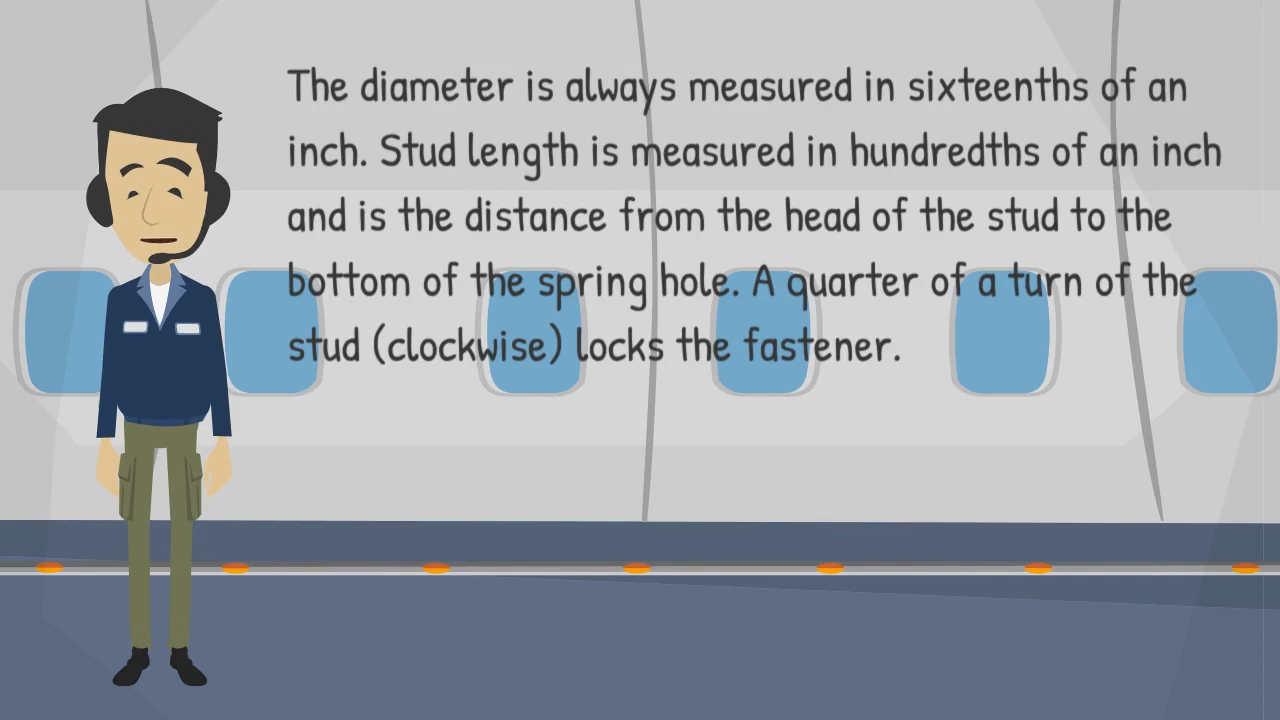 The diameter is always measured in sixteenths of an
inch. Stud length is measured in hundredths of an inch
and is the distance from the head of the stud to the
bottom of the spring hole. A quarter of a turn of the
stud (clockwise) locks the fastener.